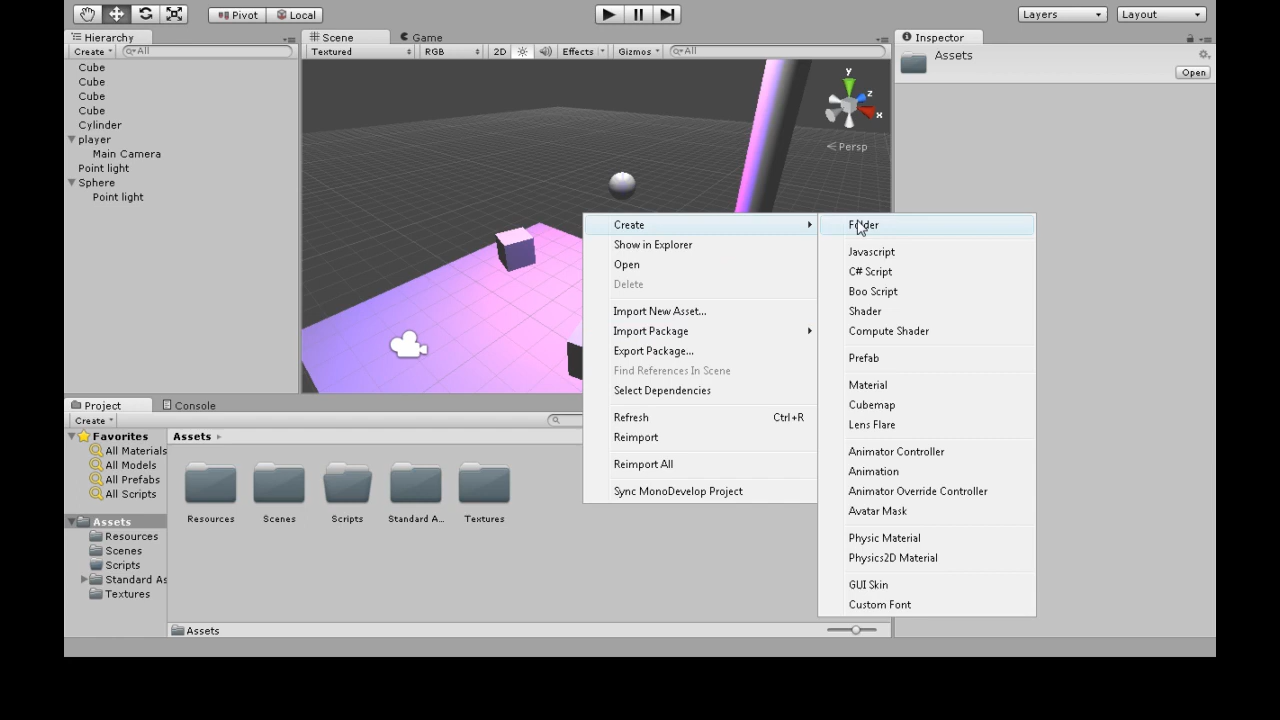 Pivot Local Layers Layout
Hierarchy Scene Game Inspector
Create All Textured RGB 2D Effects Gizmos All
Assets
Open
Cube
Cube
Cube
Cube
Cylinder
player
Main Camera
Point light
Sphere
Point light
y
z
x
Persp
Create
Show in Explorer
Open
Delete
Import New Asset...
Import Package
Export Package...
Find References In Scene
Select Dependencies
Refresh Ctrl+R
Reimport
Reimport All
Sync MonoDevelop Project
Folder
Javascript
C# Script
Boo Script
Shader
Compute Shader
Prefab
Material
Cubemap
Lens Flare
Animator Controller
Animation
Animator Override Controller
Avatar Mask
Physic Material
Physics2D Material
GUI Skin
Custom Font
Project Console
Create
Favorites
All Materials
All Models
All Prefabs
All Scripts
Assets
Resources
Scenes
Scripts
Standard As
Textures
Assets
Resources Scenes Scripts Standard A... Textures
Assets